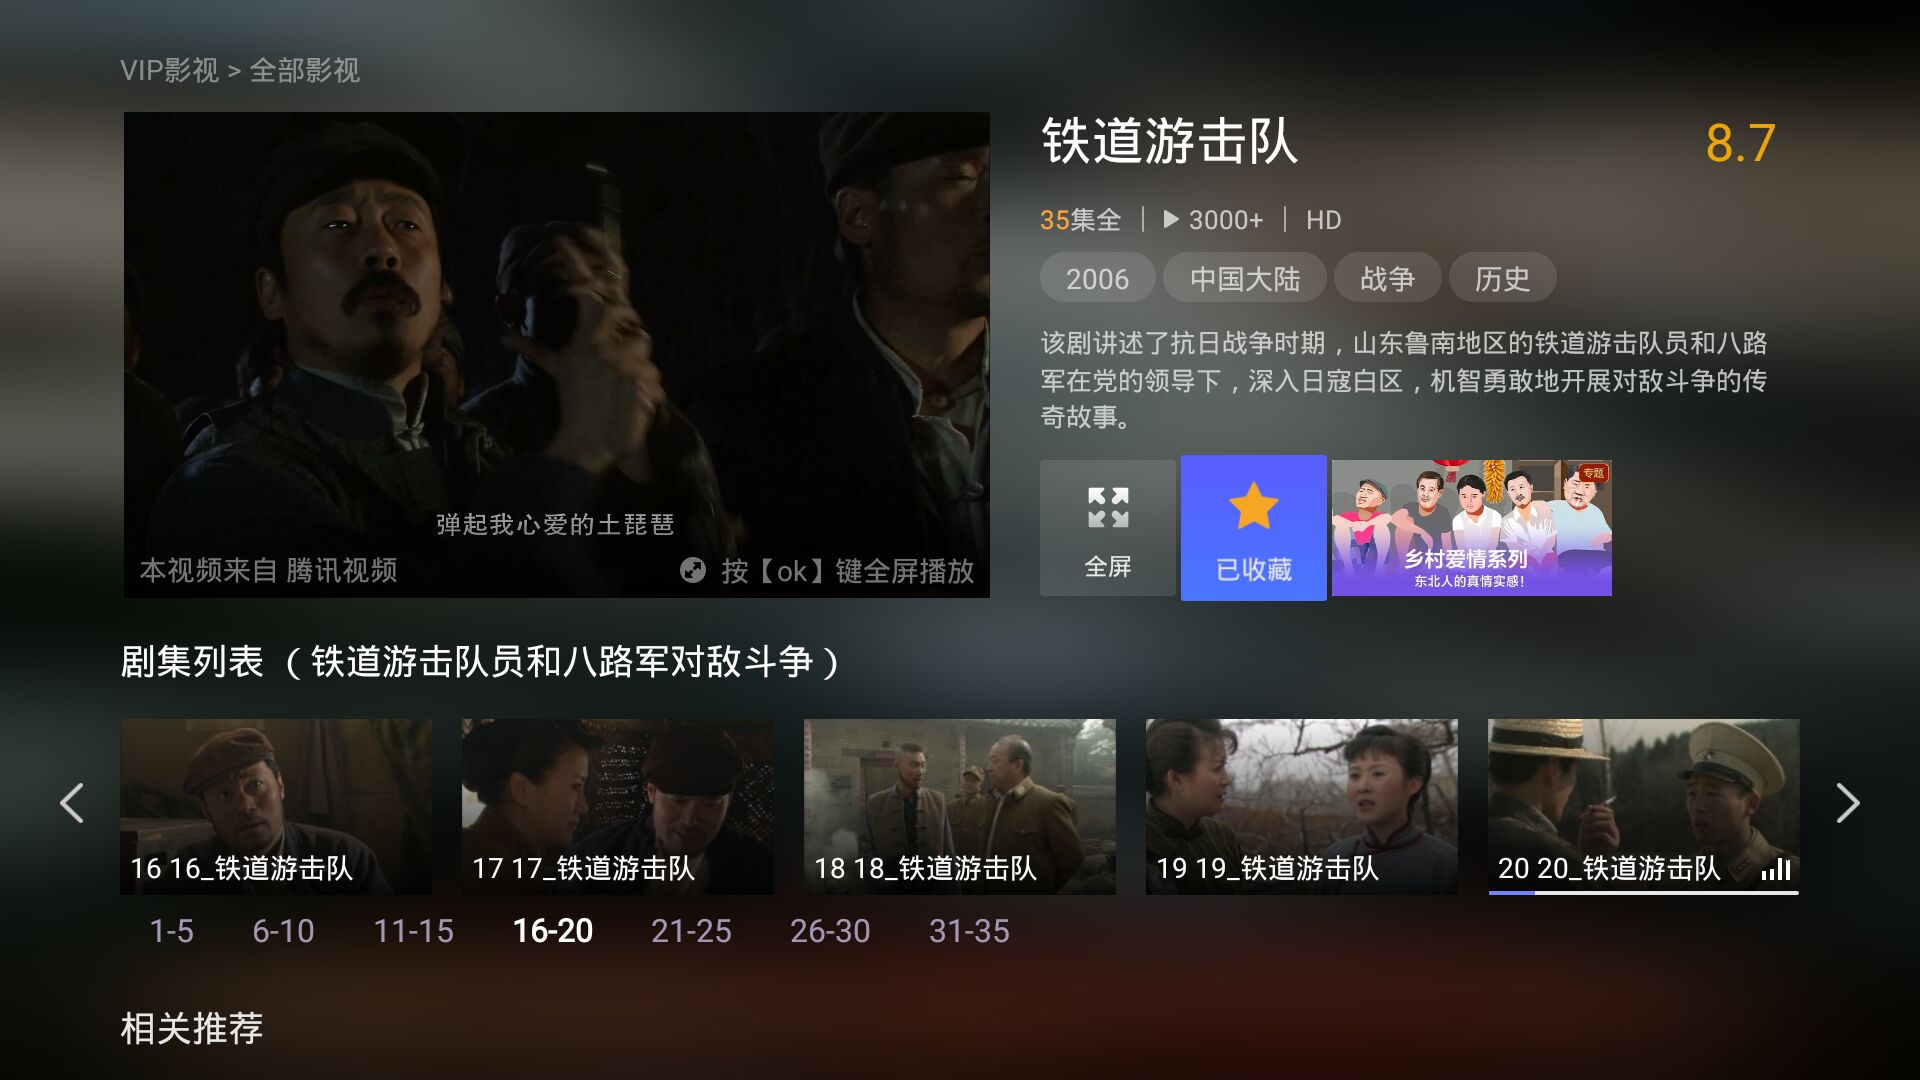 VIP影视 > 全部影视
铁道游击队
8.7
35集全 | 3000+ | HD
2006 中国大陆 战争 历史
该剧讲述了抗日战争时期，山东鲁南地区的铁道游击队员和八路
军在党的领导下，深入日寇白区，机智勇敢地开展对敌斗争的传
奇故事。
弹起我心爱的土琵琶
本视频来自 腾讯视频
按【ok】键全屏播放
全屏
已收藏
专题
乡村爱情系列
东北人的真情实感！
剧集列表 （铁道游击队员和八路军对敌斗争）
16 16_铁道游击队
17 17_铁道游击队
18 18_铁道游击队
19 19_铁道游击队
20 20_铁道游击队
1-5 6-10 11-15 16-20 21-25 26-30 31-35
相关推荐